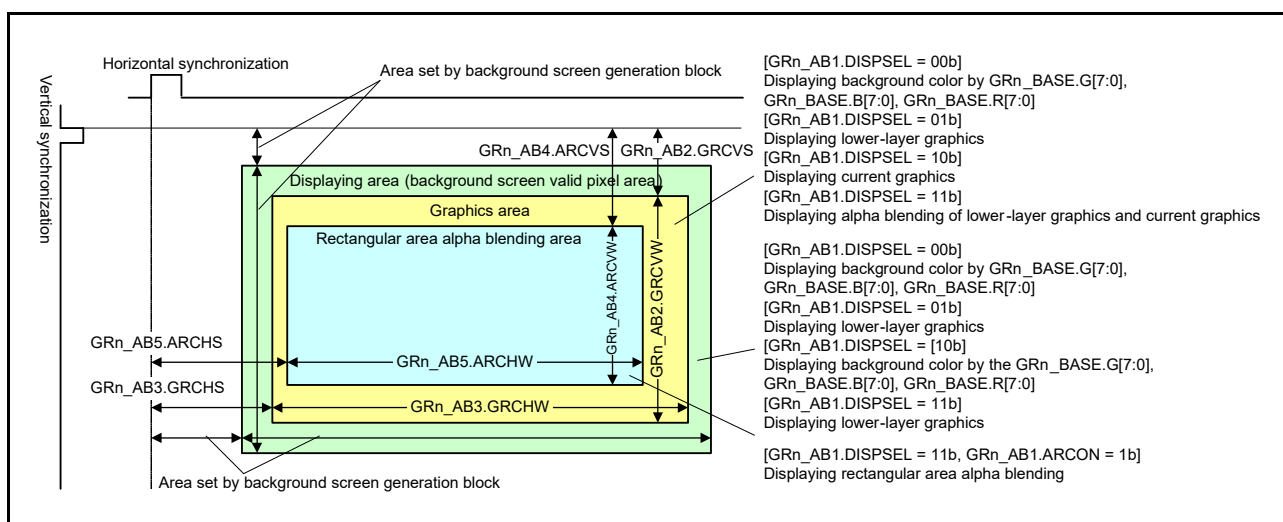 Horizontal synchronization
Vertical synchronization
Area set by background screen generation block
GRn_AB4.ARCVS
GRn_AB2.GRCVS
Displaying area (background screen valid pixel area)
Graphics area
Rectangular area alpha blending area
GRn_AB4.ARCVW
GRn_AB2.GRCVW
GRn_AB5.ARCHS
GRn_AB5.ARCHW
GRn_AB3.GRCHS
GRn_AB3.GRCHW
Area set by background screen generation block
[GRn_AB1.DISPSEL = 00b]
Displaying background color by GRn_BASE.G[7:0],
GRn_BASE.B[7:0], GRn_BASE.R[7:0]
[GRn_AB1.DISPSEL = 01b]
Displaying lower-layer graphics
[GRn_AB1.DISPSEL = 10b]
Displaying current graphics
[GRn_AB1.DISPSEL = 11b]
Displaying alpha blending of lower-layer graphics and current graphics
[GRn_AB1.DISPSEL = 00b]
Displaying background color by GRn_BASE.G[7:0],
GRn_BASE.B[7:0], GRn_BASE.R[7:0]
[GRn_AB1.DISPSEL = 01b]
Displaying lower-layer graphics
[GRn_AB1.DISPSEL = [10b]
Displaying background color by the GRn_BASE.G[7:0],
GRn_BASE.B[7:0], GRn_BASE.R[7:0]
[GRn_AB1.DISPSEL = 11b]
Displaying lower-layer graphics
[GRn_AB1.DISPSEL = 11b, GRn_AB1.ARCON = 1b]
Displaying rectangular area alpha blending